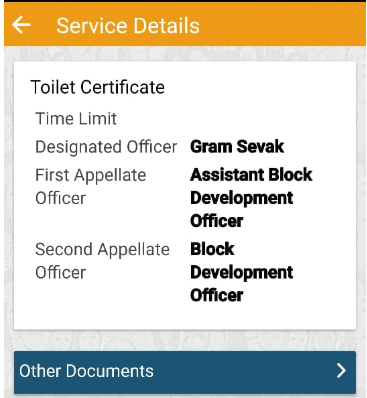 Service Details
Toilet Certificate
Time Limit
Designated Officer Gram Sevak
First Appellate Assistant Block
Officer Development
Officer
Second Appellate Block
Officer Development
Officer
Other Documents